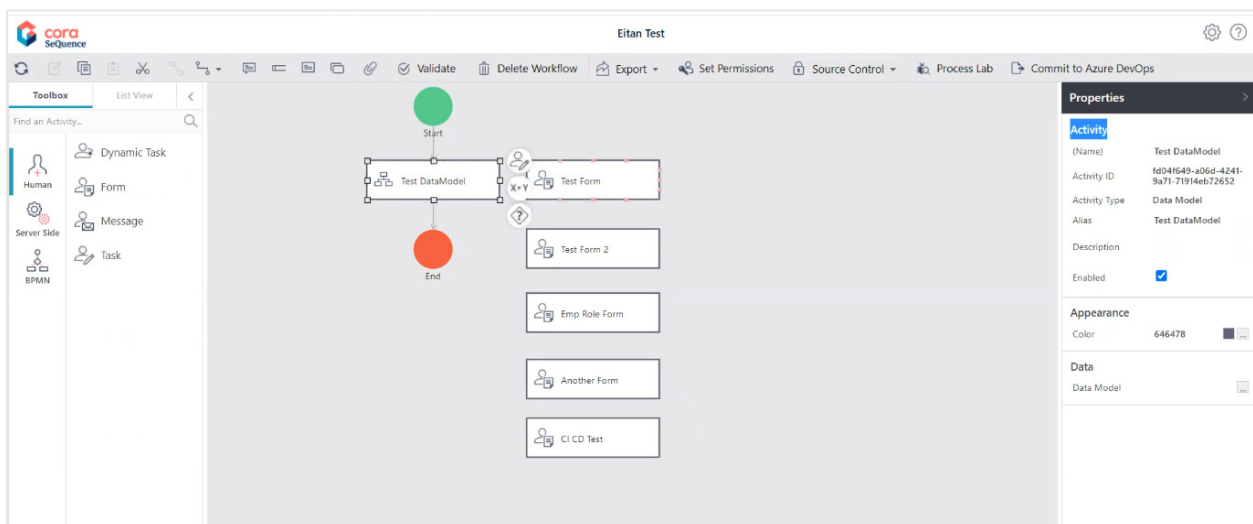 cora
SeQuence
Eitan Test
Validate
Delete Workflow
Export
Set Permissions
Source Control
Process Lab
Commit to Azure DevOps
Toolbox
List View
Find an Activity...
Human
Server Side
BPMN
Dynamic Task
Form
Message
Task
Start
Test DataModel
X+Y
?
End
Test Form
Test Form 2
Emp Role Form
Another Form
CI CD Test
Properties
Activity
(Name) Test DataModel
Activity ID fd04f649-a06d-4241-
9a71-71914eb72652
Activity Type Data Model
Alias Test DataModel
Description
Enabled
Appearance
Color 646478 ...
Data
Data Model ...